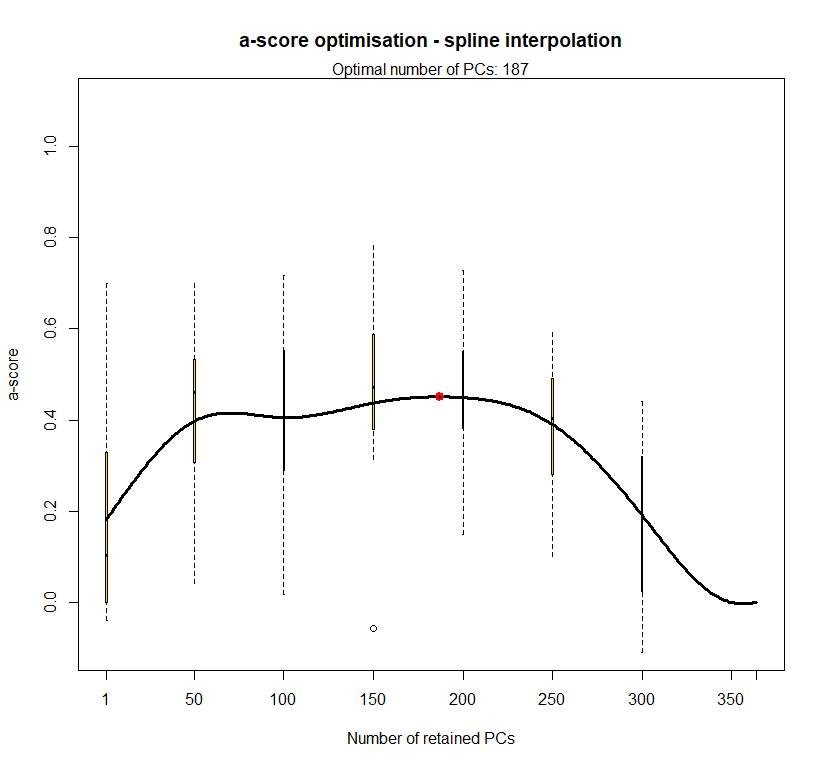 a-score optimisation - spline interpolation
Optimal number of PCs: 187
a-score
1.0
0.8
0.6
0.4
0.2
0.0
1 50 100 150 200 250 300 350
Number of retained PCs